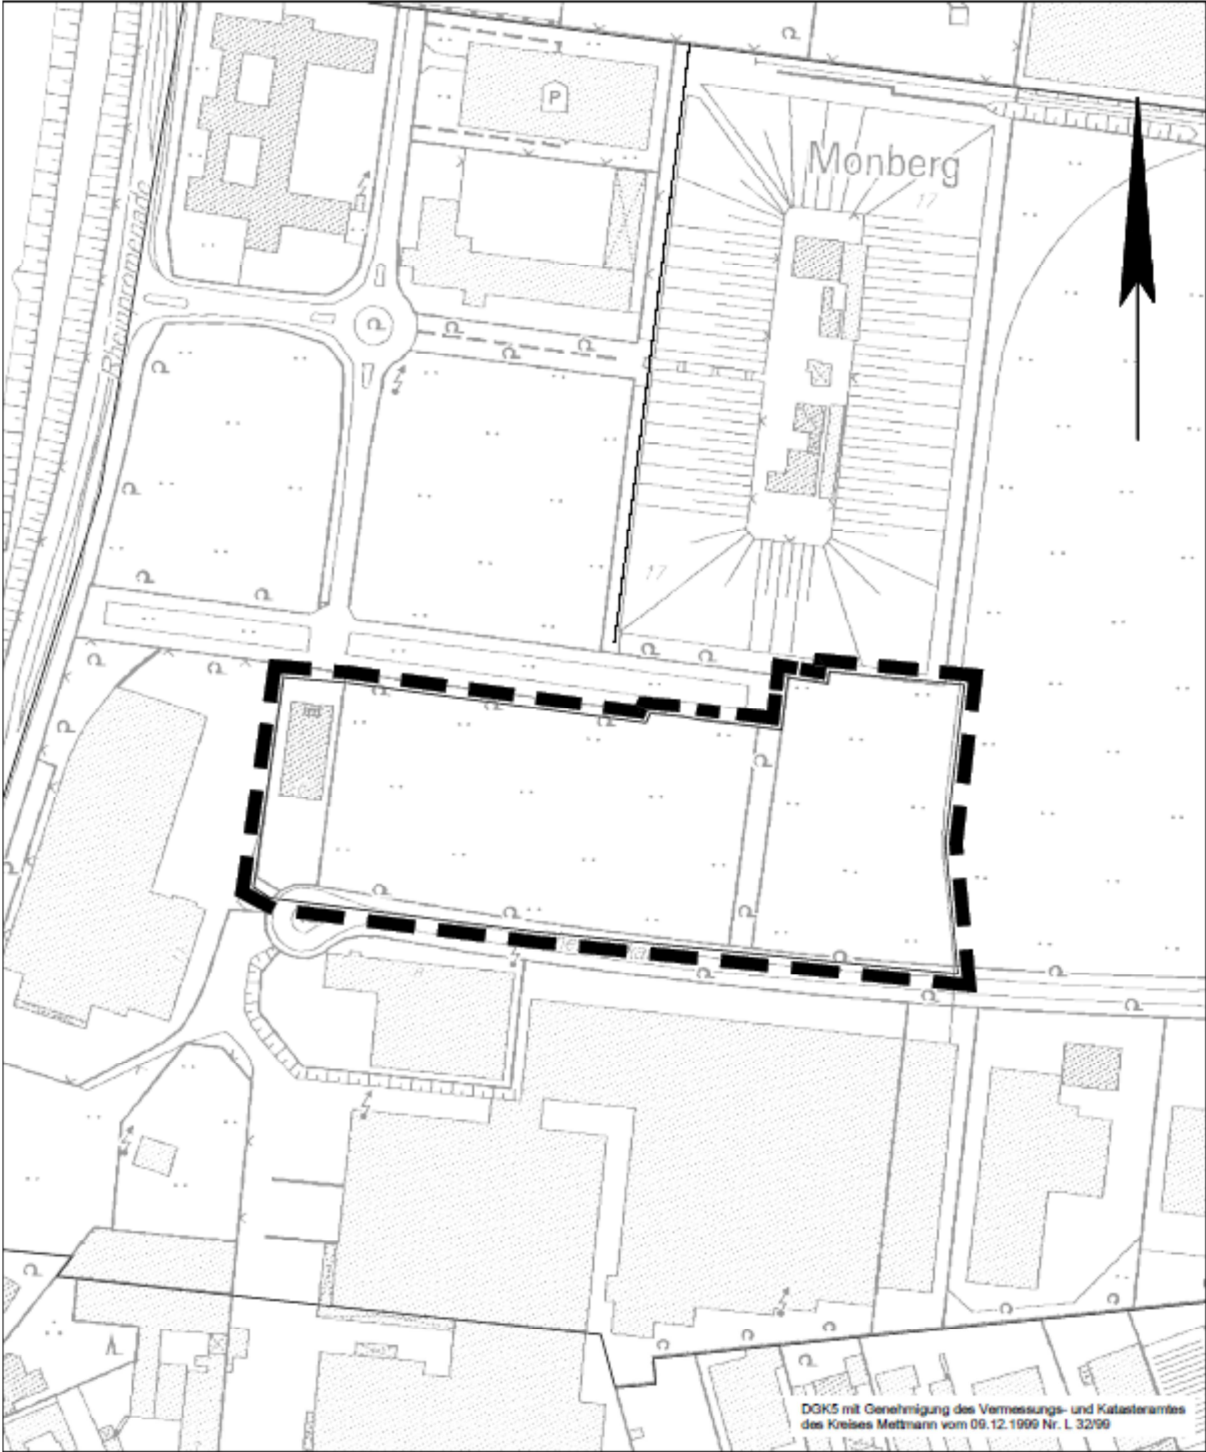 P
Monberg
17
17
DGK5 mit Genehmigung des Vermessungs- und Katasteramtes
des Kreises Mettmann vom 09.12.1999 Nr. L 32/99